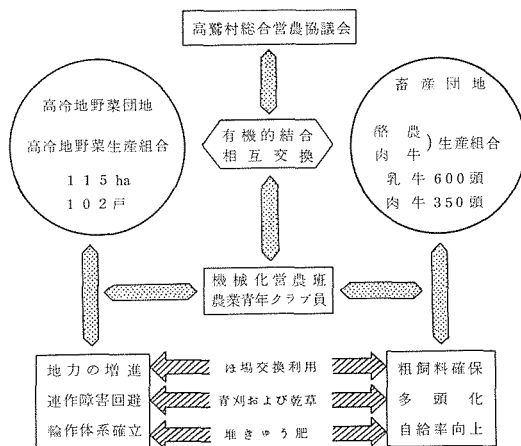 高鷲村総合営農協議会
高冷地野菜団地
高冷地野菜生産組合
115ha
102戸
有機的結合
相互交換
畜産団地
酪農
肉牛
)生産組合
乳牛600頭
肉牛350頭
機械化営農班
農業青年クラブ員
地力の増進
連作障害回避
輪作体系確立
ほ場交換利用
青刈および乾草
堆きゅう肥
粗飼料確保
多頭化
自給率向上